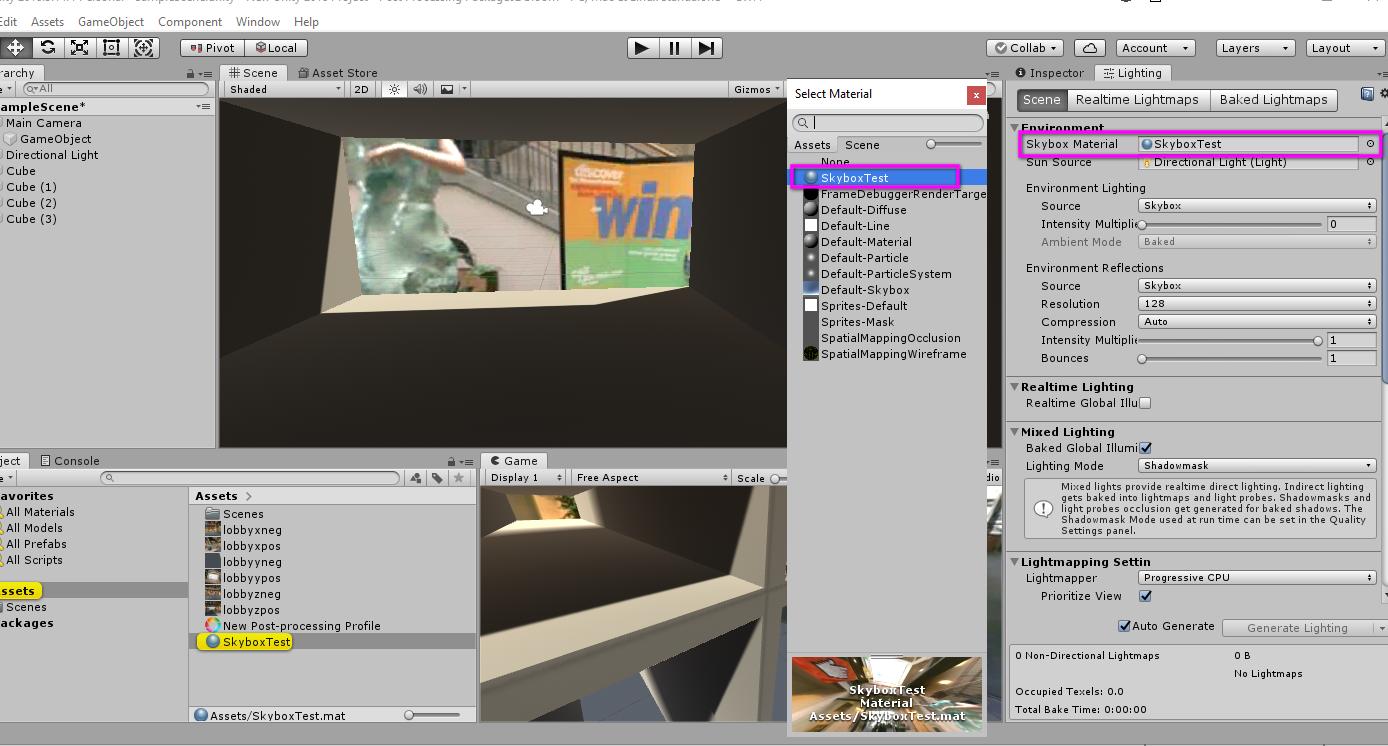 Edit Assets GameObject Component Window Help
Pivot Local Collab Account Layers Layout
rarchy
All
ampleScene*
Main Camera
GameObject
Directional Light
Cube
Cube (1)
Cube (2)
Cube (3)
Scene Asset Store
Shaded 2D Gizmos
discover
win
Select Material
x
Assets Scene
None
SkyboxTest
FrameDebuggerRenderTarge
Default-Diffuse
Default-Line
Default-Material
Default-Particle
Default-ParticleSystem
Default-Skybox
Sprites-Default
Sprites-Mask
SpatialMappingOcclusion
SpatialMappingWireframe
SkyboxTest
Material
Assets/SkyboxTest.mat
Inspector Lighting
Scene Realtime Lightmaps Baked Lightmaps
Environment
Skybox Material SkyboxTest
Sun Source Directional Light (Light)
Environment Lighting
Source Skybox
Intensity Multiplie 0
Ambient Mode Baked
Environment Reflections
Source Skybox
Resolution 128
Compression Auto
Intensity Multiplie 1
Bounces 1
Realtime Lighting
Realtime Global Illu
Mixed Lighting
Baked Global Illumi
Lighting Mode Shadowmask
Mixed lights provide realtime direct lighting. Indirect lighting
gets baked into lightmaps and light probes. Shadowmasks and
light probes occlusion get generated for baked shadows. The
Shadowmask Mode used at run time can be set in the Quality
Settings panel.
Lightmapping Settin
Lightmapper Progressive CPU
Prioritize View
Auto Generate Generate Lighting
0 Non-Directional Lightmaps 0 B
No Lightmaps
Occupied Texels: 0.0
Total Bake Time: 0:00:00
ject Console
avorites
All Materials
All Models
All Prefabs
All Scripts
ssets
Scenes
ackages
Assets
Scenes
lobbyxneg
lobbyxpos
lobbyyneg
lobbyypos
lobbyzneg
lobbyzpos
New Post-processing Profile
SkyboxTest
Assets/SkyboxTest.mat
Game
Display 1 Free Aspect Scale dio